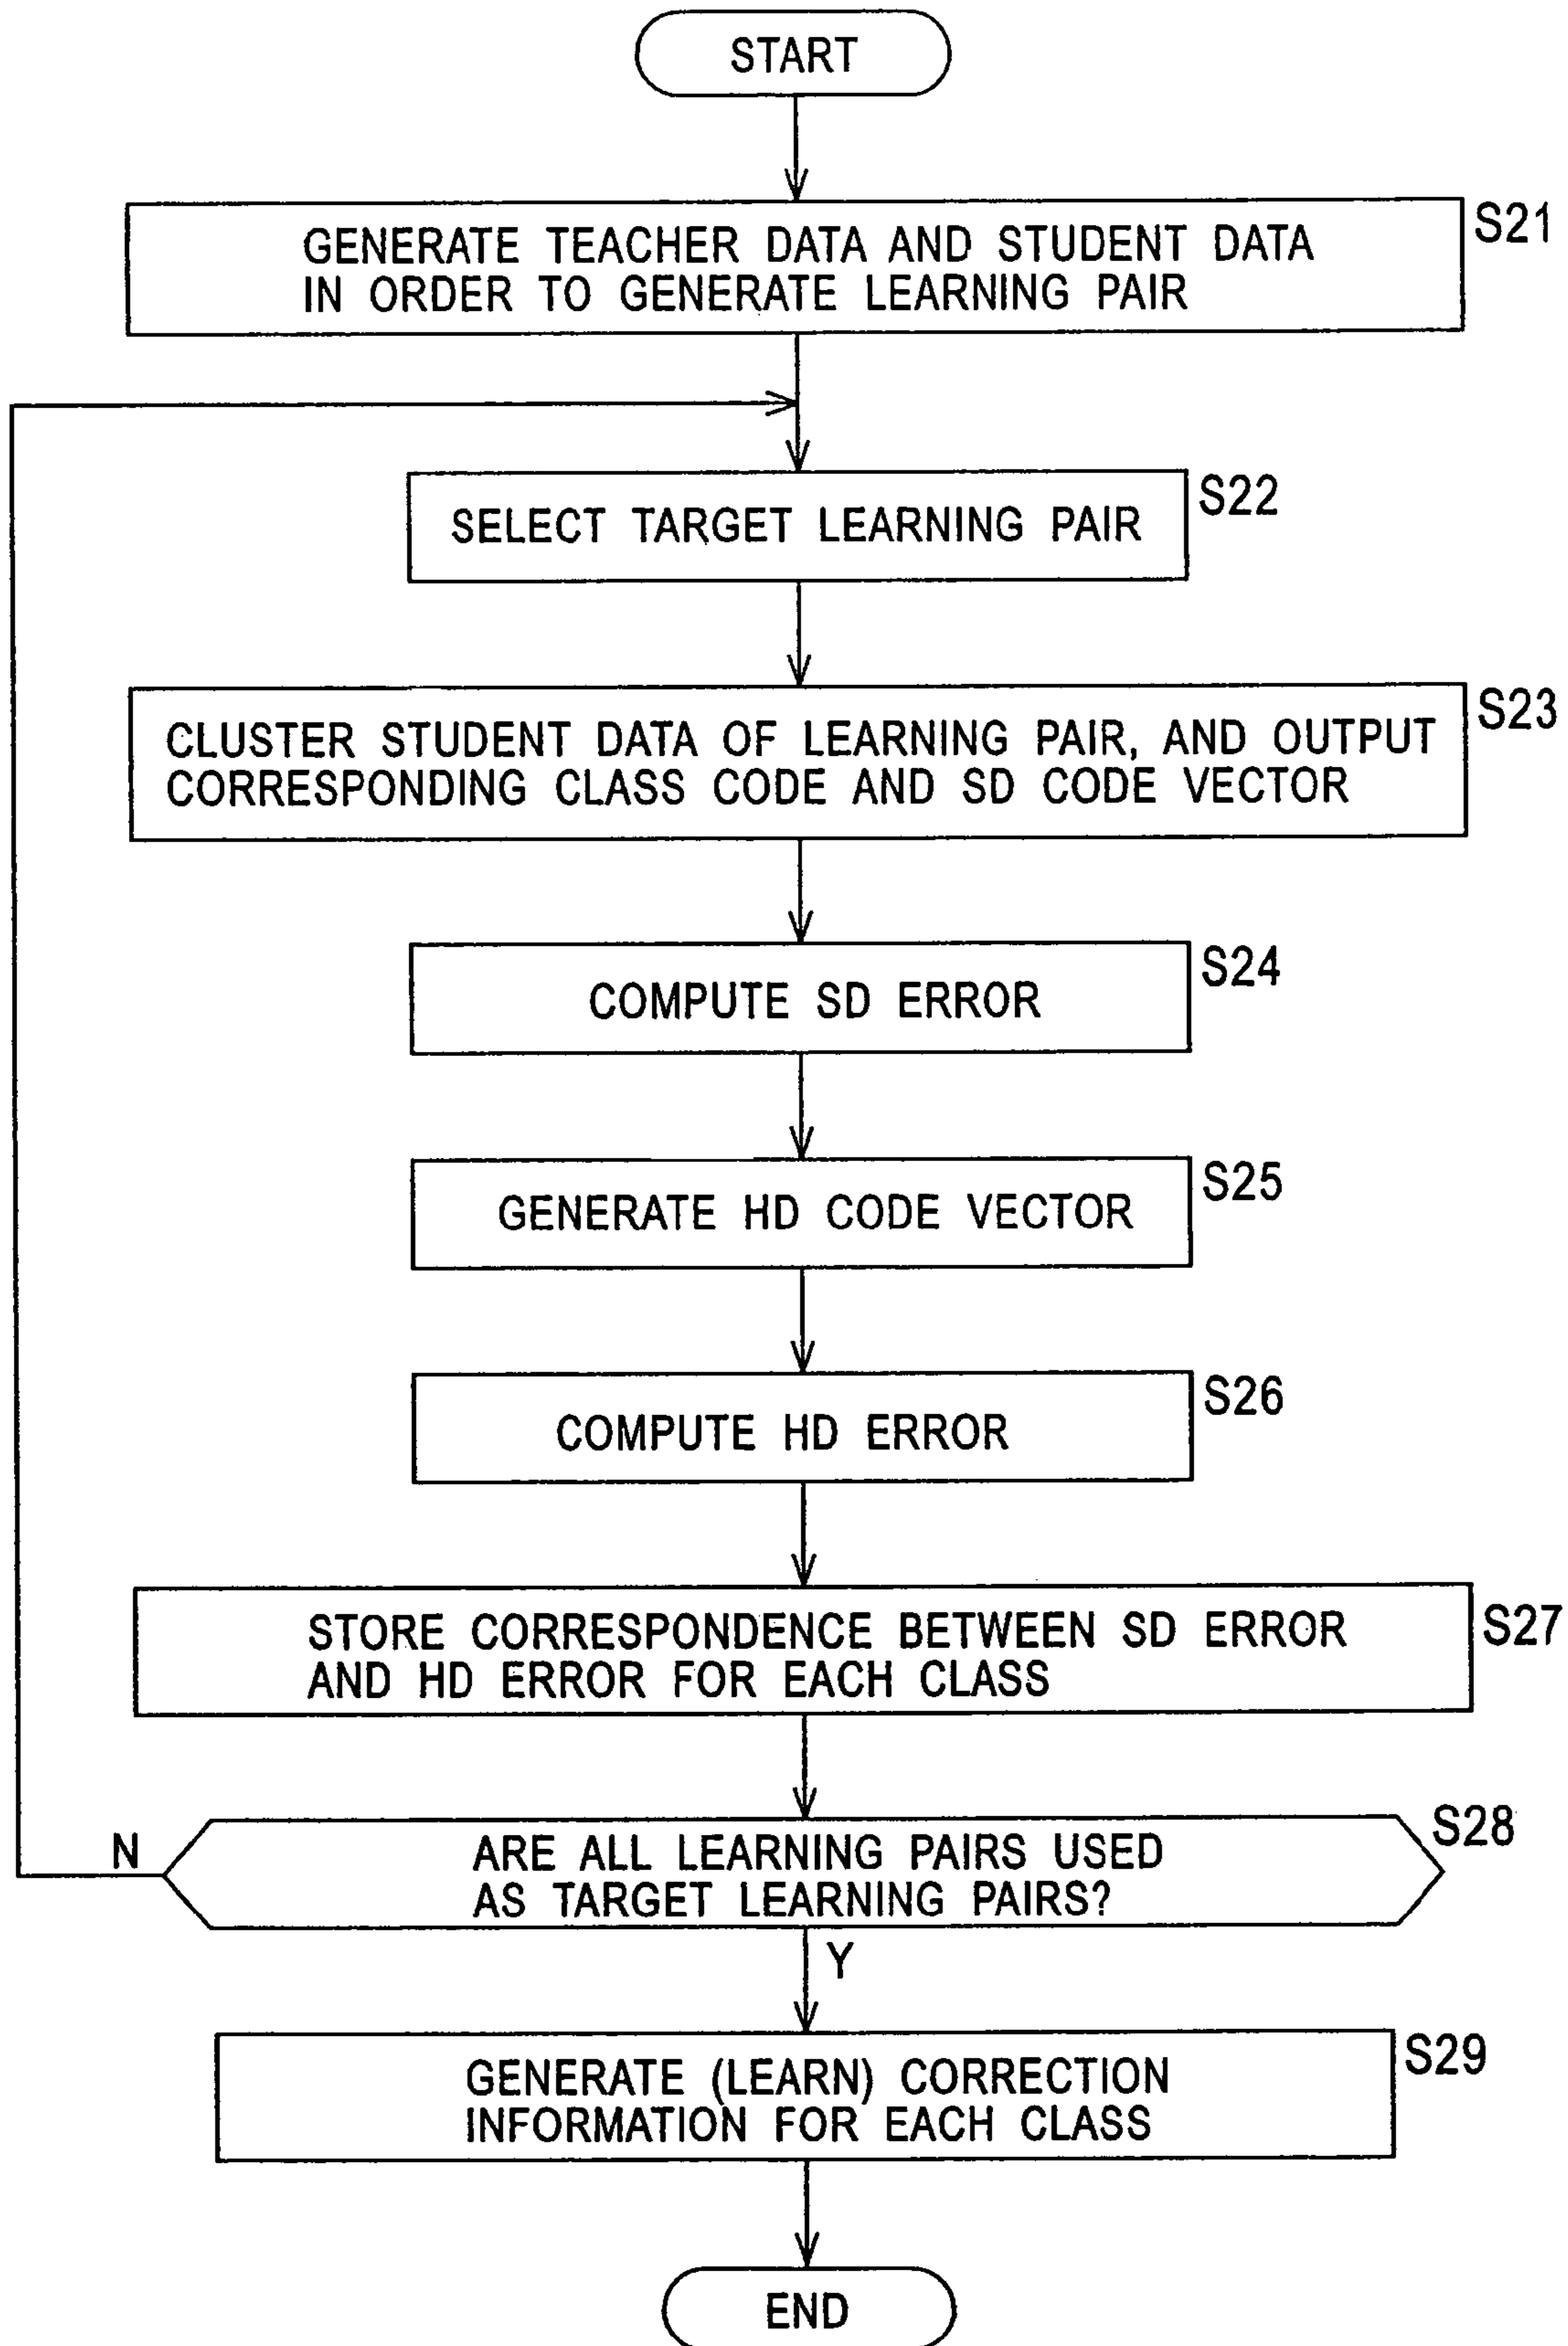 START
S21
GENERATE TEACHER DATA AND STUDENT DATA
IN ORDER TO GENERATE LEARNING PAIR
S22
SELECT TARGET LEARNING PAIR
S23
CLUSTER STUDENT DATA OF LEARNING PAIR, AND OUTPUT
CORRESPONDING CLASS CODE AND SD CODE VECTOR
S24
COMPUTE SD ERROR
S25
GENERATE HD CODE VECTOR
S26
COMPUTE HD ERROR
S27
STORE CORRESPONDENCE BETWEEN SD ERROR
AND HD ERROR FOR EACH CLASS
S28
N
ARE ALL LEARNING PAIRS USED
AS TARGET LEARNING PAIRS?
Y
S29
GENERATE (LEARN) CORRECTION
INFORMATION FOR EACH CLASS
END